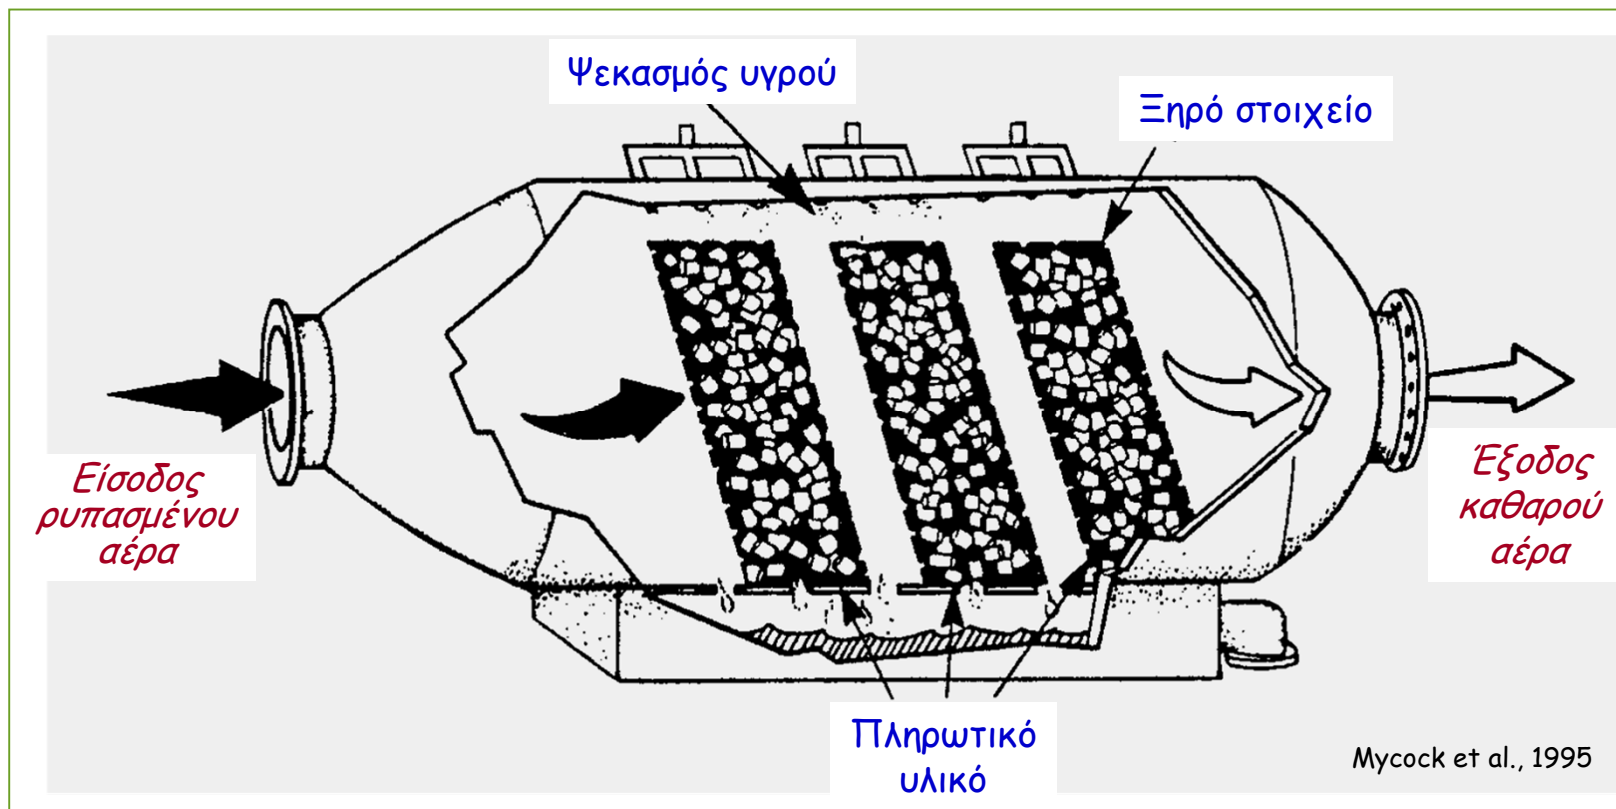 Ψεκασμός υγρού
Ξηρό στοιχείο
Είσοδος
ρυπασμένου
αέρα
Έξοδος
καθαρού
αέρα
Πληρωτικό
υλικό
Mycock et al., 1995